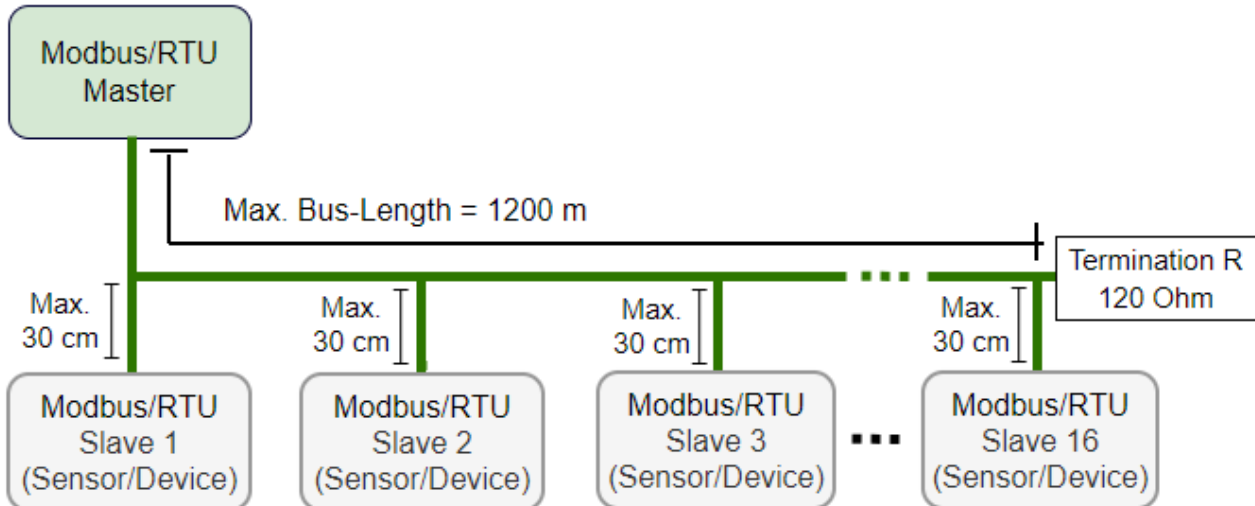 Modbus/RTU
Master
Max. Bus-Length = 1200 m
Termination R
120 Ohm
Max.
30 cm
Max.
30 cm
Max.
30 cm
Max.
30 cm
Modbus/RTU
Slave 1
(Sensor/Device)
Modbus/RTU
Slave 2
(Sensor/Device)
Modbus/RTU
Slave 3
(Sensor/Device)
Modbus/RTU
Slave 16
(Sensor/Device)